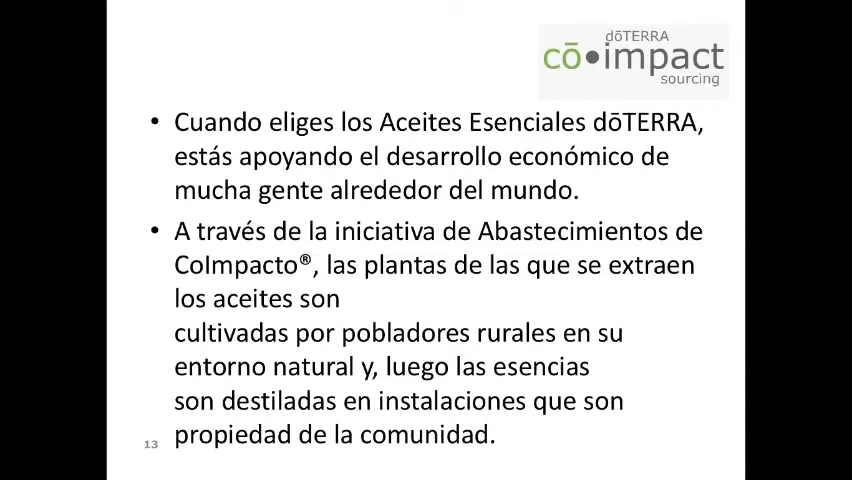 dōTERRA
cō•impact
sourcing
• Cuando eliges los Aceites Esenciales dōTERRA,
estás apoyando el desarrollo económico de
mucha gente alrededor del mundo.
• A través de la iniciativa de Abastecimientos de
CoImpacto®, las plantas de las que se extraen
los aceites son
cultivadas por pobladores rurales en su
entorno natural y, luego las esencias
son destiladas en instalaciones que son
propiedad de la comunidad.
13